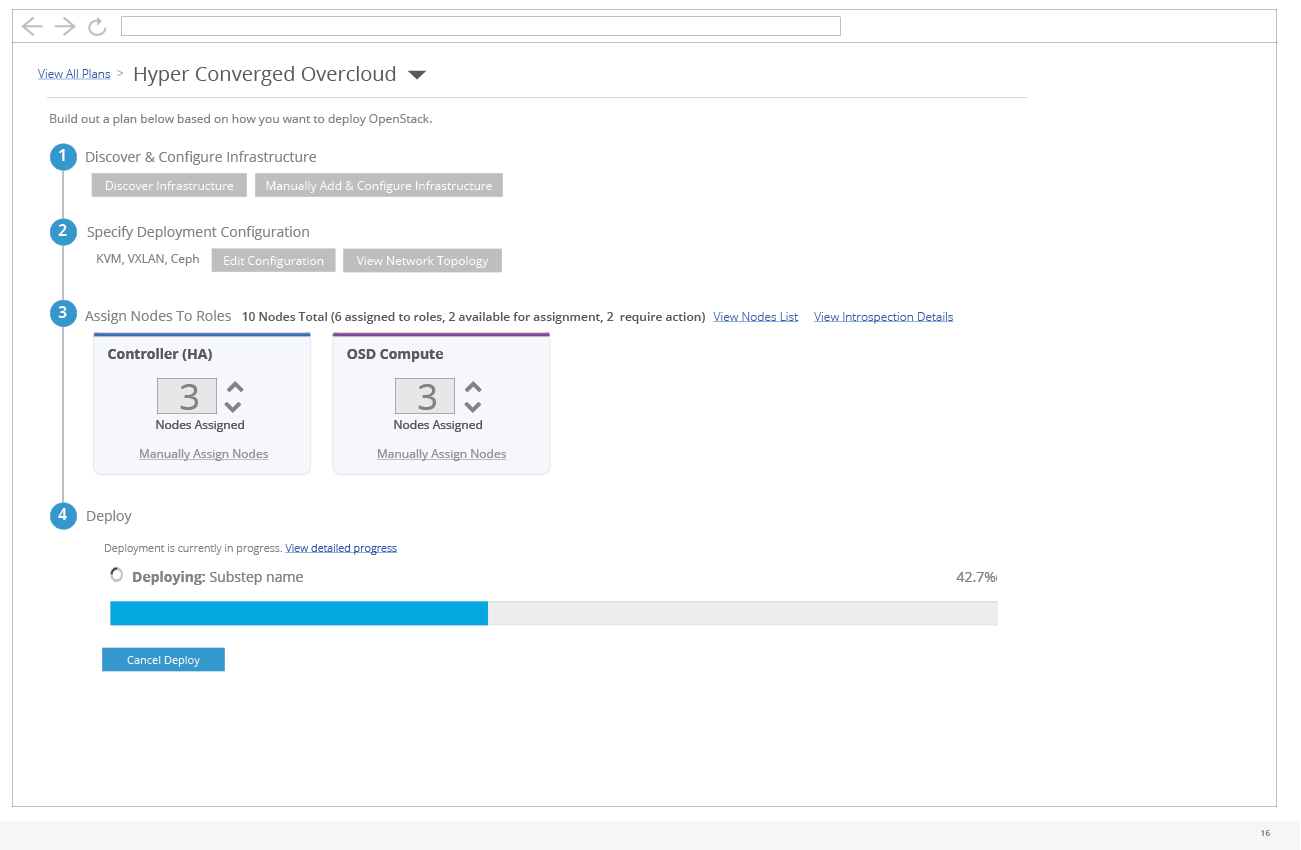 View All Plans > Hyper Converged Overcloud
Build out a plan below based on how you want to deploy OpenStack.
1 Discover & Configure Infrastructure
Discover Infrastructure Manually Add & Configure Infrastructure
2 Specify Deployment Configuration
KVM, VXLAN, Ceph Edit Configuration View Network Topology
3 Assign Nodes To Roles 10 Nodes Total (6 assigned to roles, 2 available for assignment, 2 require action) View Nodes List View Introspection Details
Controller (HA) OSD Compute
3 3
Nodes Assigned Nodes Assigned
Manually Assign Nodes Manually Assign Nodes
4 Deploy
Deployment is currently in progress. View detailed progress
Deploying: Substep name 42.7%
Cancel Deploy
16